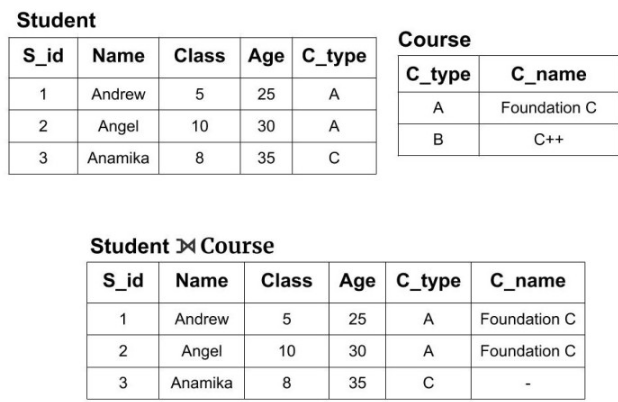 Student
S_id Name Class Age C_type
1 Andrew 5 25 A
2 Angel 10 30 A
3 Anamika 8 35 C
Course
C_type C_name
A Foundation C
B C++
Student ⟕ Course
S_id Name Class Age C_type C_name
1 Andrew 5 25 A Foundation C
2 Angel 10 30 A Foundation C
3 Anamika 8 35 C -